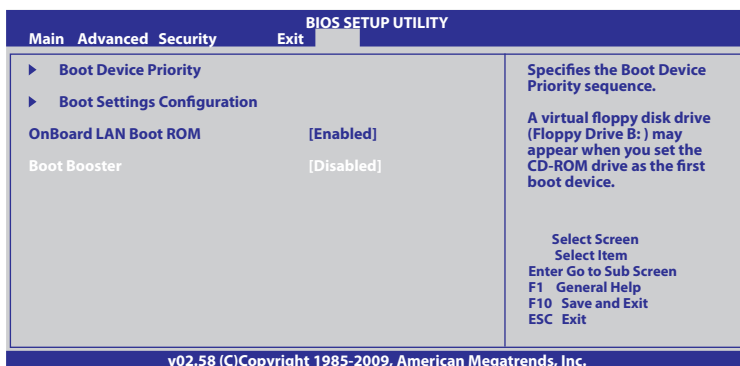 BIOS SETUP UTILITY
Main Advanced Security Exit
Boot Device Priority
Boot Settings Configuration
OnBoard LAN Boot ROM [Enabled]
Boot Booster [Disabled]
Specifies the Boot Device
Priority sequence.
A virtual floppy disk drive
(Floppy Drive B: ) may
appear when you set the
CD-ROM drive as the first
boot device.
Select Screen
Select Item
Enter Go to Sub Screen
F1 General Help
F10 Save and Exit
ESC Exit
v02.58 (C)Copyright 1985-2009, American Megatrends, Inc.